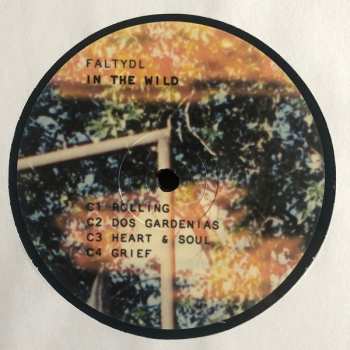 FALTYDL
IN THE WILD
C1 ROLLING
C2 DOS GARDENIAS
C3 HEART & SOUL
C4 GRIEF